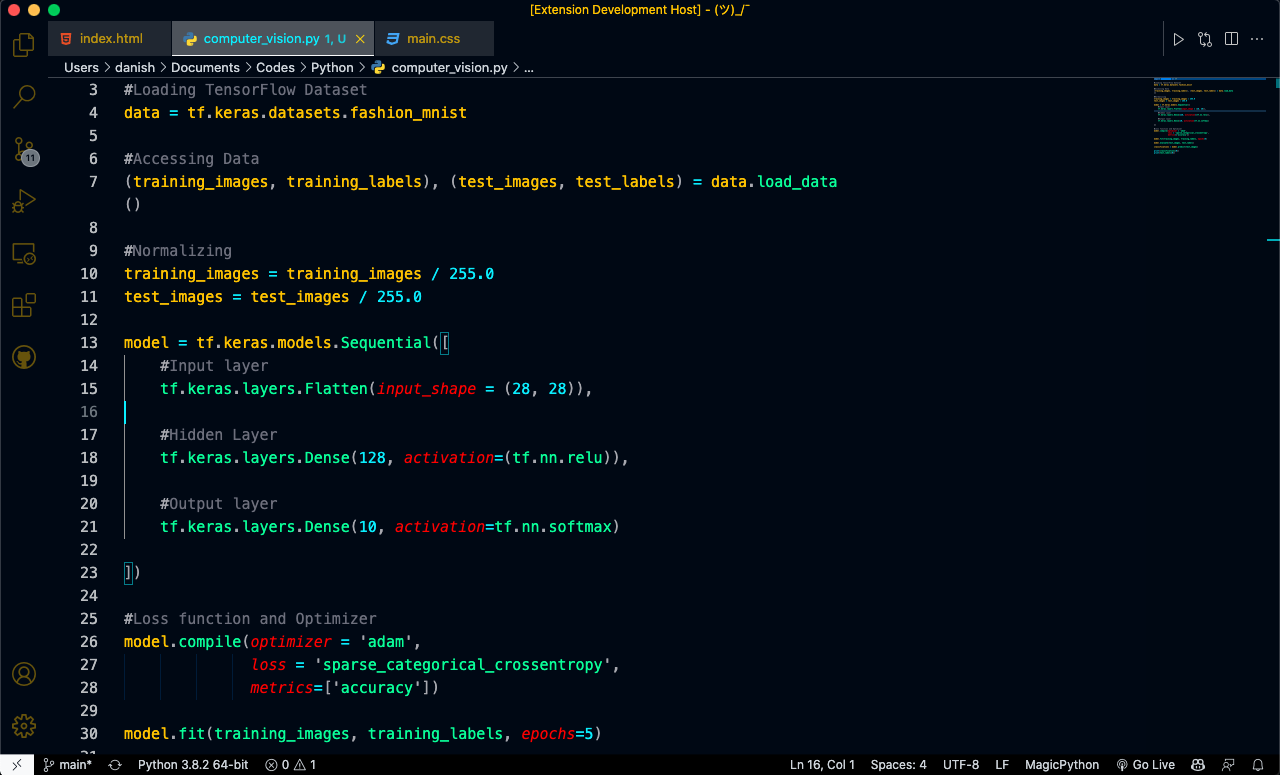 [Extension Development Host] - (ツ)_/¯
index.html
computer_vision.py 1, U
main.css
Users > danish > Documents > Codes > Python > computer_vision.py > ...
3 #Loading TensorFlow Dataset
4 data = tf.keras.datasets.fashion_mnist
5
6 #Accessing Data
7 (training_images, training_labels), (test_images, test_labels) = data.load_data
()
8
9 #Normalizing
10 training_images = training_images / 255.0
11 test_images = test_images / 255.0
12
13 model = tf.keras.models.Sequential([
14 #Input layer
15 tf.keras.layers.Flatten(input_shape = (28, 28)),
16
17 #Hidden Layer
18 tf.keras.layers.Dense(128, activation=(tf.nn.relu)),
19
20 #Output layer
21 tf.keras.layers.Dense(10, activation=tf.nn.softmax)
22
23 ])
24
25 #Loss function and Optimizer
26 model.compile(optimizer = 'adam',
27 loss = 'sparse_categorical_crossentropy',
28 metrics=['accuracy'])
29
30 model.fit(training_images, training_labels, epochs=5)
11
main* Python 3.8.2 64-bit 0 1 Ln 16, Col 1 Spaces: 4 UTF-8 LF MagicPython Go Live